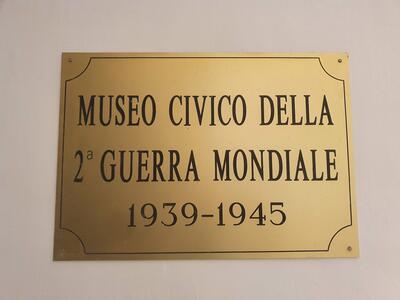 MUSEO CIVICO DELLA
2ª GUERRA MONDIALE
1939-1945